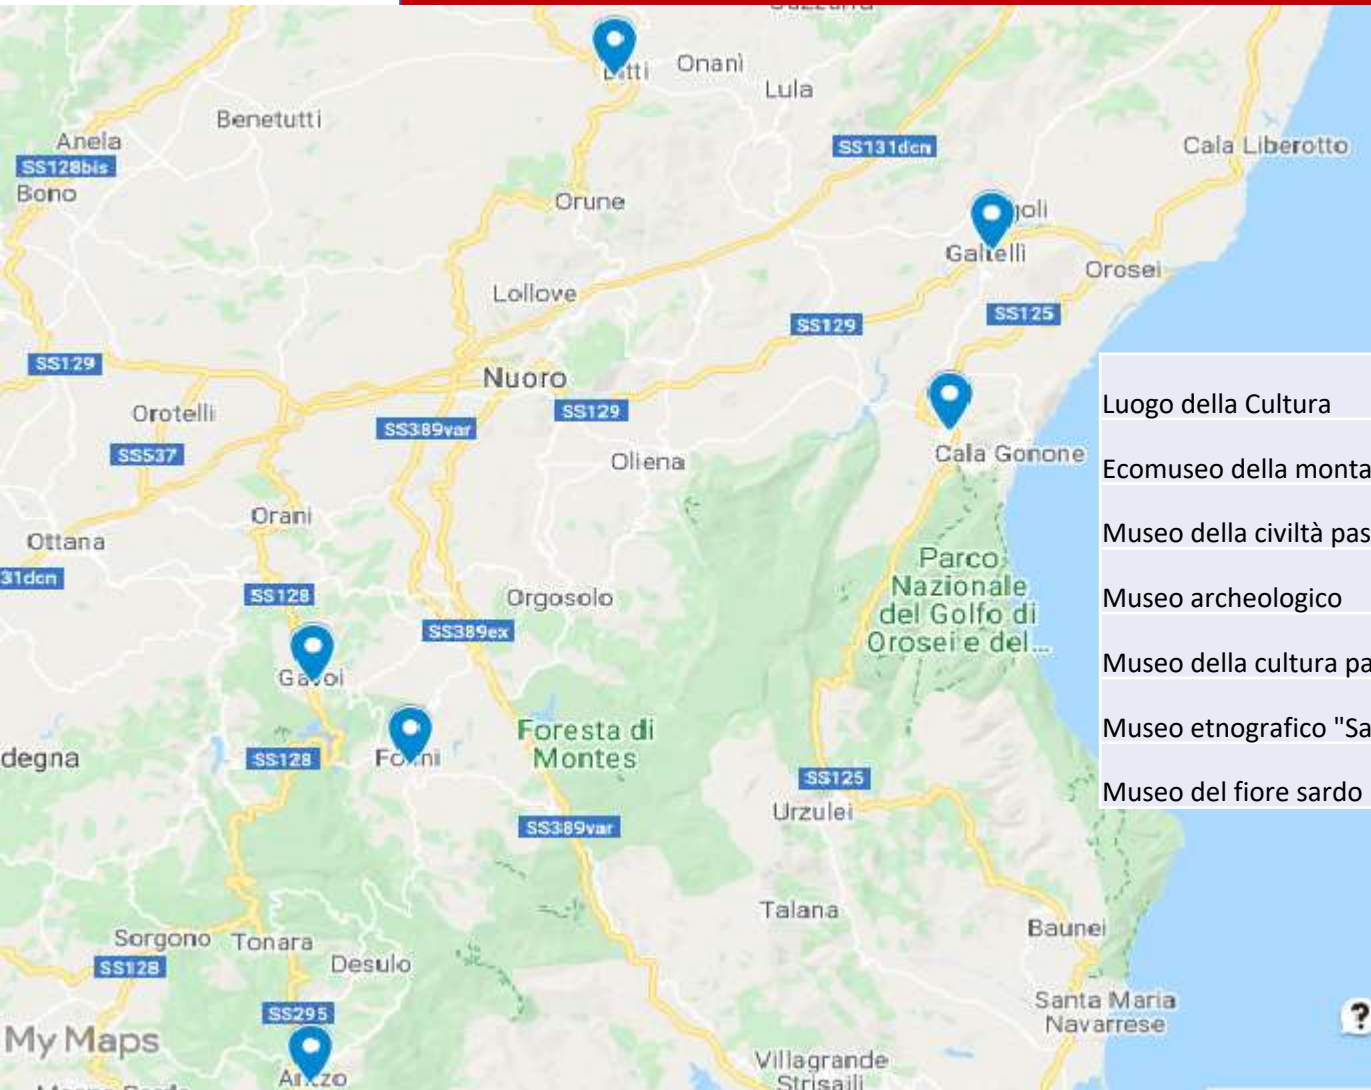 Onanì
Lula
Benetutti
Anela
SS128bis
Bono
SS131dcn
Cala Liberotto
Orune
Galtellì
Orosei
Lollove
SS125
SS129
SS129
Nuoro
Orotelli
SS389var
SS129
SS537
Oliena
Cala Gonone
Orani
Ottana
31dcn
SS128
Orgosolo
SS389ex
Parco
Nazionale
del Golfo di
Orosei e del...
Gavoi
degna
SS128
Foresta di
Montes
SS125
Urzulei
SS389var
Talana
Baunei
Sorgono
Tonara
SS128
Desulo
SS295
Santa Maria
Navarrese
My Maps
Villagrande
Strisaili
?
Luogo della Cultura
Ecomuseo della monta
Museo della civiltà pas
Museo archeologico
Museo della cultura pa
Museo etnografico "Sa
Museo del fiore sardo